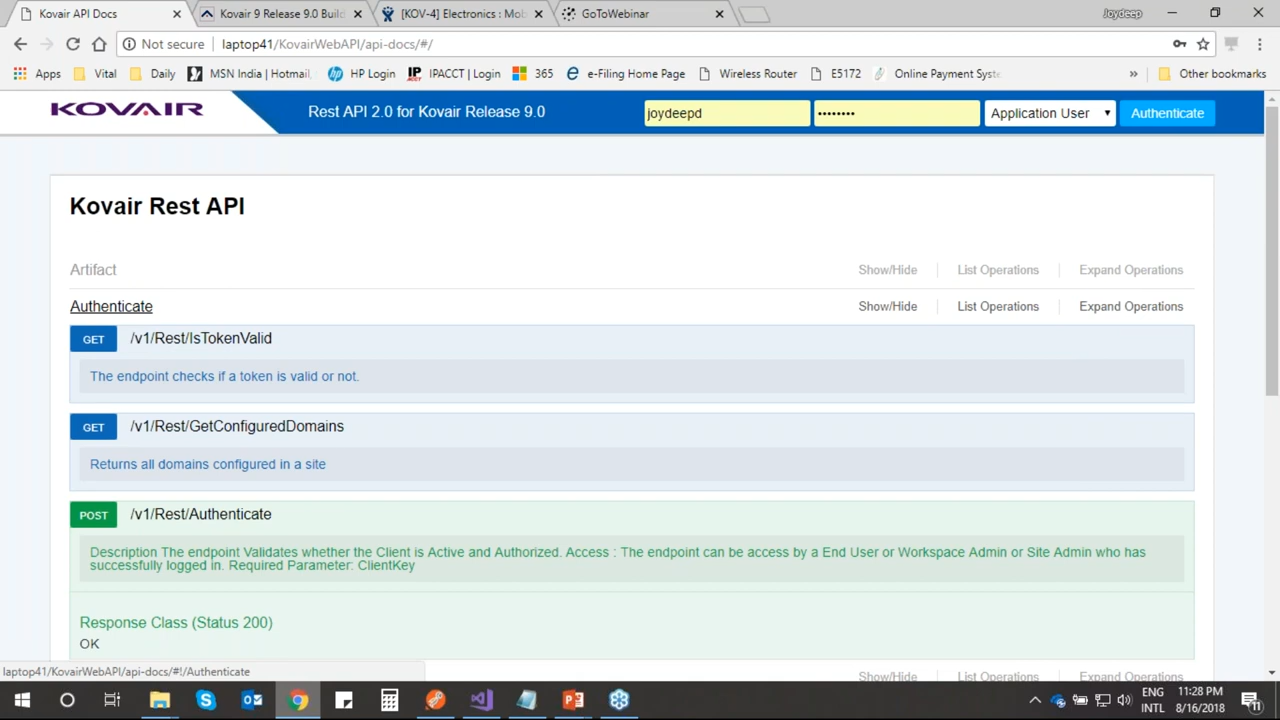 Kovair API Docs
Kovair 9 Release 9.0 Build
[KOV-4] Electronics : Mob
GoToWebinar
Joydeep
Not secure
laptop41/KovairWebAPI/api-docs/#/
Apps
Vital
Daily
MSN India | Hotmail,
HP Login
IPACCT | Login
365
e-Filing Home Page
Wireless Router
E5172
Online Payment Syste
»
Other bookmarks
KOVAIR
Rest API 2.0 for Kovair Release 9.0
joydeepd
••••••••
Application User
Authenticate
Kovair Rest API
Artifact
Show/Hide
List Operations
Expand Operations
Authenticate
Show/Hide
List Operations
Expand Operations
GET /v1/Rest/IsTokenValid
The endpoint checks if a token is valid or not.
GET /v1/Rest/GetConfiguredDomains
Returns all domains configured in a site
POST /v1/Rest/Authenticate
Description The endpoint Validates whether the Client is Active and Authorized. Access : The endpoint can be access by a End User or Workspace Admin or Site Admin who has
successfully logged in. Required Parameter: ClientKey
Response Class (Status 200)
OK
laptop41/KovairWebAPI/api-docs/#!/Authenticate
Show/Hide
List Operations
Expand Operations
ENG
INTL
11:28 PM
8/16/2018
11